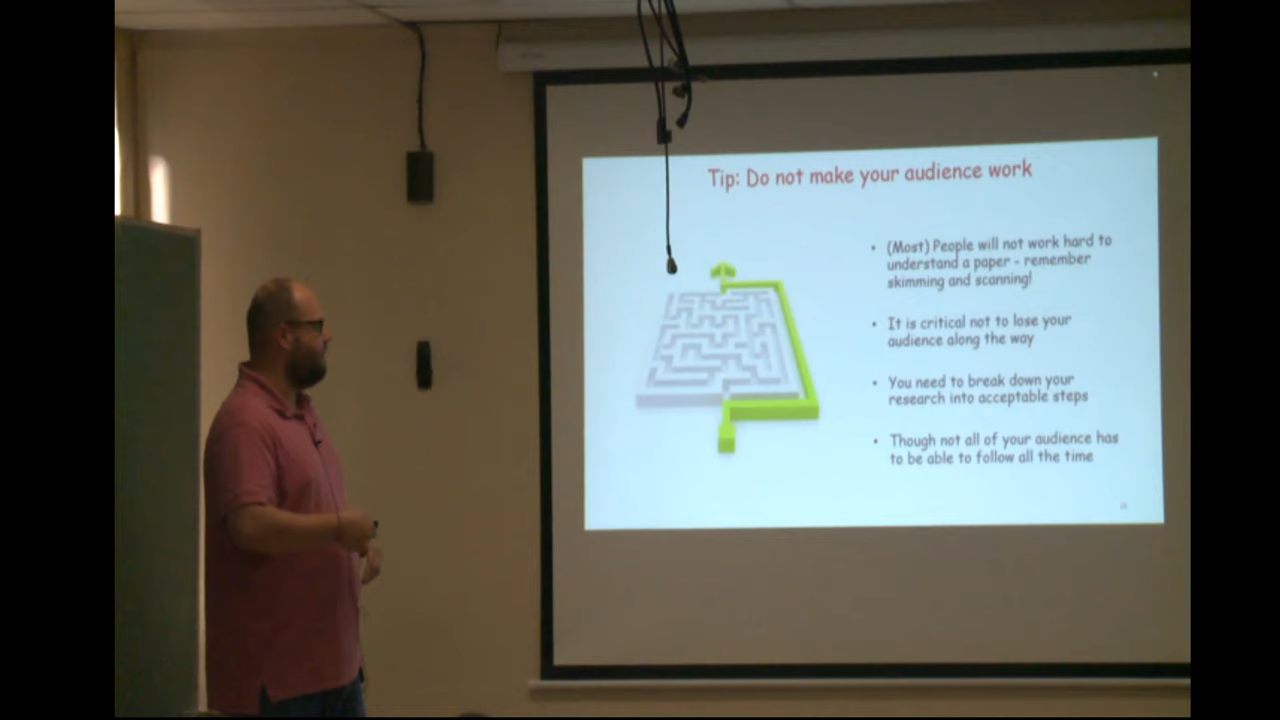 Tip: Do not make your audience work
• (Most) People will not work hard to
understand a paper - remember
skimming and scanning!
• It is critical not to lose your
audience along the way
• You need to break down your
research into acceptable steps
• Though not all of your audience has
to be able to follow all the time